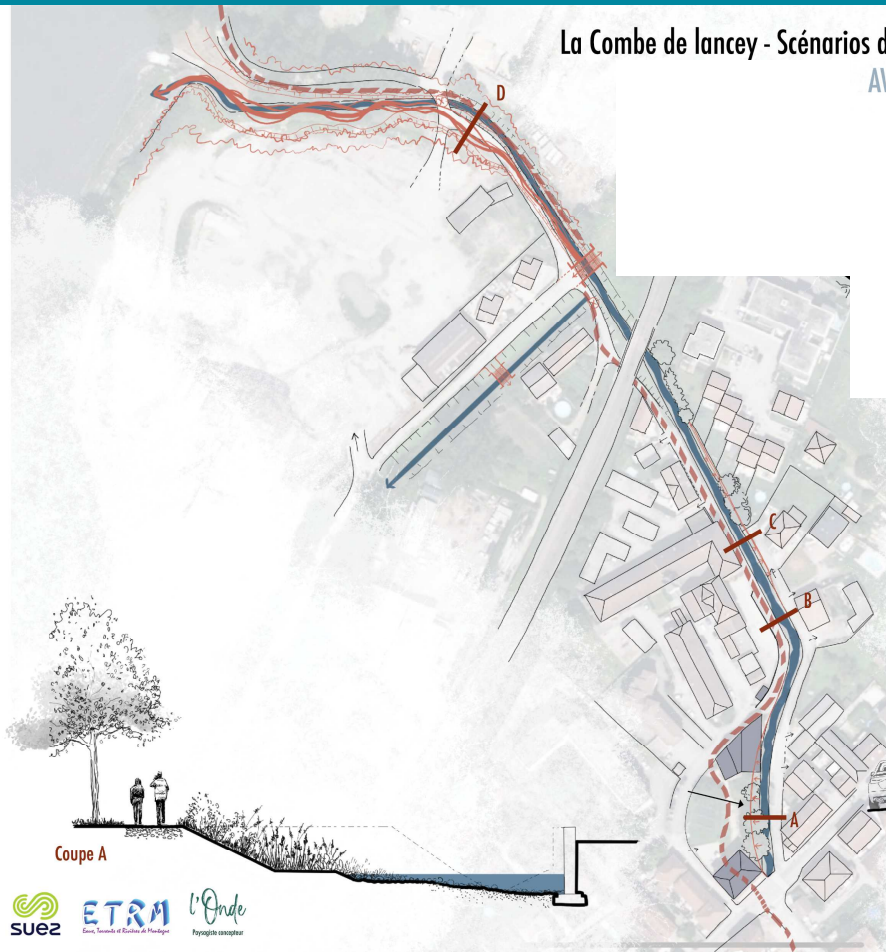 La Combe de lancey - Scénarios d
AV
D
C
B
A
Coupe A
suez
ETRM
Eaux, Torrents et Rivières de Montagne
l'Onde
Paysagiste concepteur